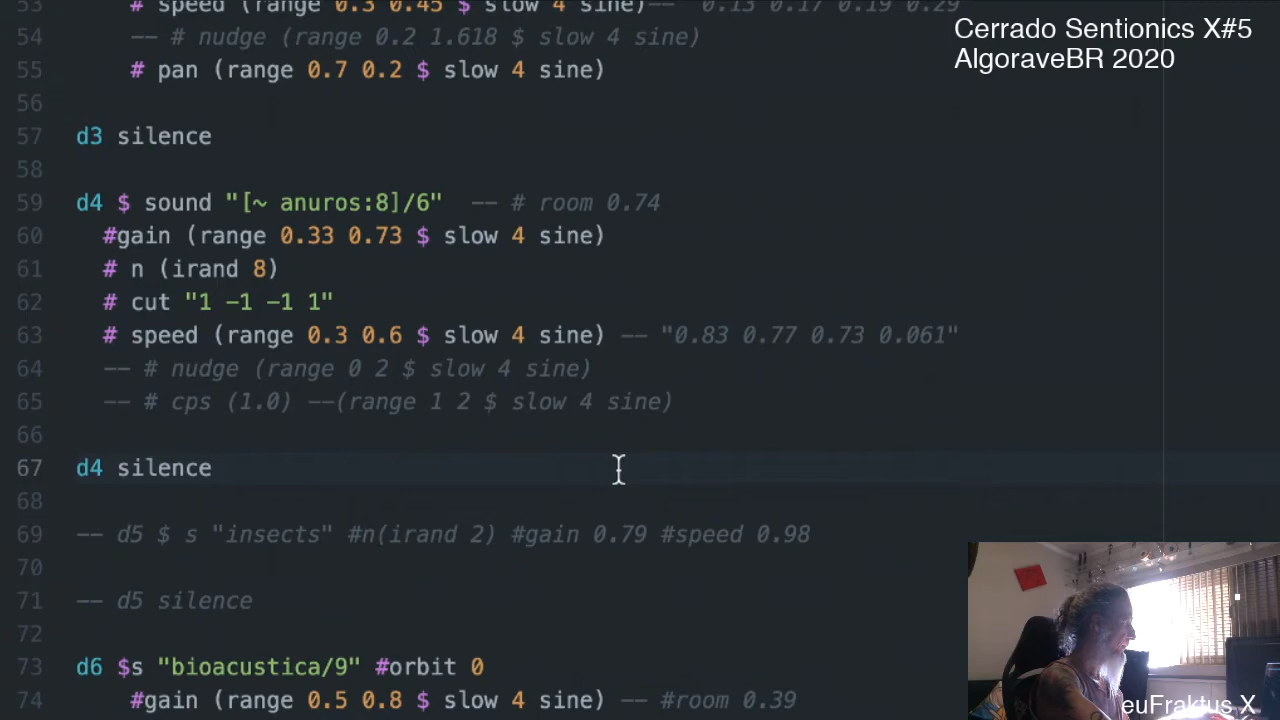 53 # speed (range 0.3 0.45 $ slow 4 sine)-- "0.13 0.17 0.19 0.29
54 -- # nudge (range 0.2 1.618 $ slow 4 sine)
55 # pan (range 0.7 0.2 $ slow 4 sine)
56
57 d3 silence
58
59 d4 $ sound "[~ anuros:8]/6" -- # room 0.74
60 #gain (range 0.33 0.73 $ slow 4 sine)
61 # n (irand 8)
62 # cut "1 -1 -1 1"
63 # speed (range 0.3 0.6 $ slow 4 sine) -- "0.83 0.77 0.73 0.061"
64 -- # nudge (range 0 2 $ slow 4 sine)
65 -- # cps (1.0) --(range 1 2 $ slow 4 sine)
66
67 d4 silence
68
69 -- d5 $ s "insects" #n(irand 2) #gain 0.79 #speed 0.98
70
71 -- d5 silence
72
73 d6 $s "bioacustica/9" #orbit 0
74 #gain (range 0.5 0.8 $ slow 4 sine) -- #room 0.39
Cerrado Sentionics X#5
AlgoraveBR 2020
euFraktus X